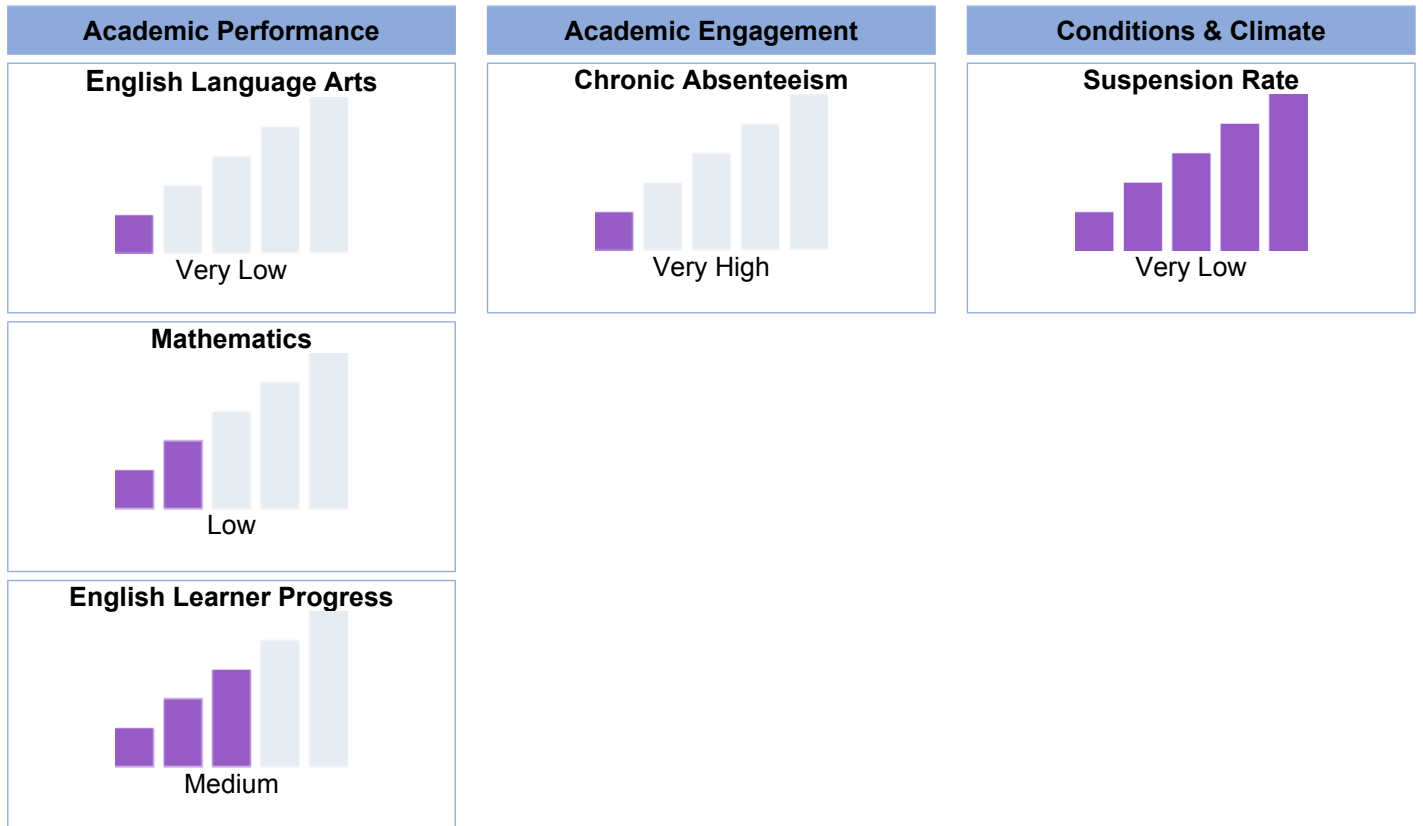 Academic Performance
English Language Arts
Very Low
Mathematics
Low
English Learner Progress
Medium
Academic Engagement
Chronic Absenteeism
Very High
Conditions & Climate
Suspension Rate
Very Low